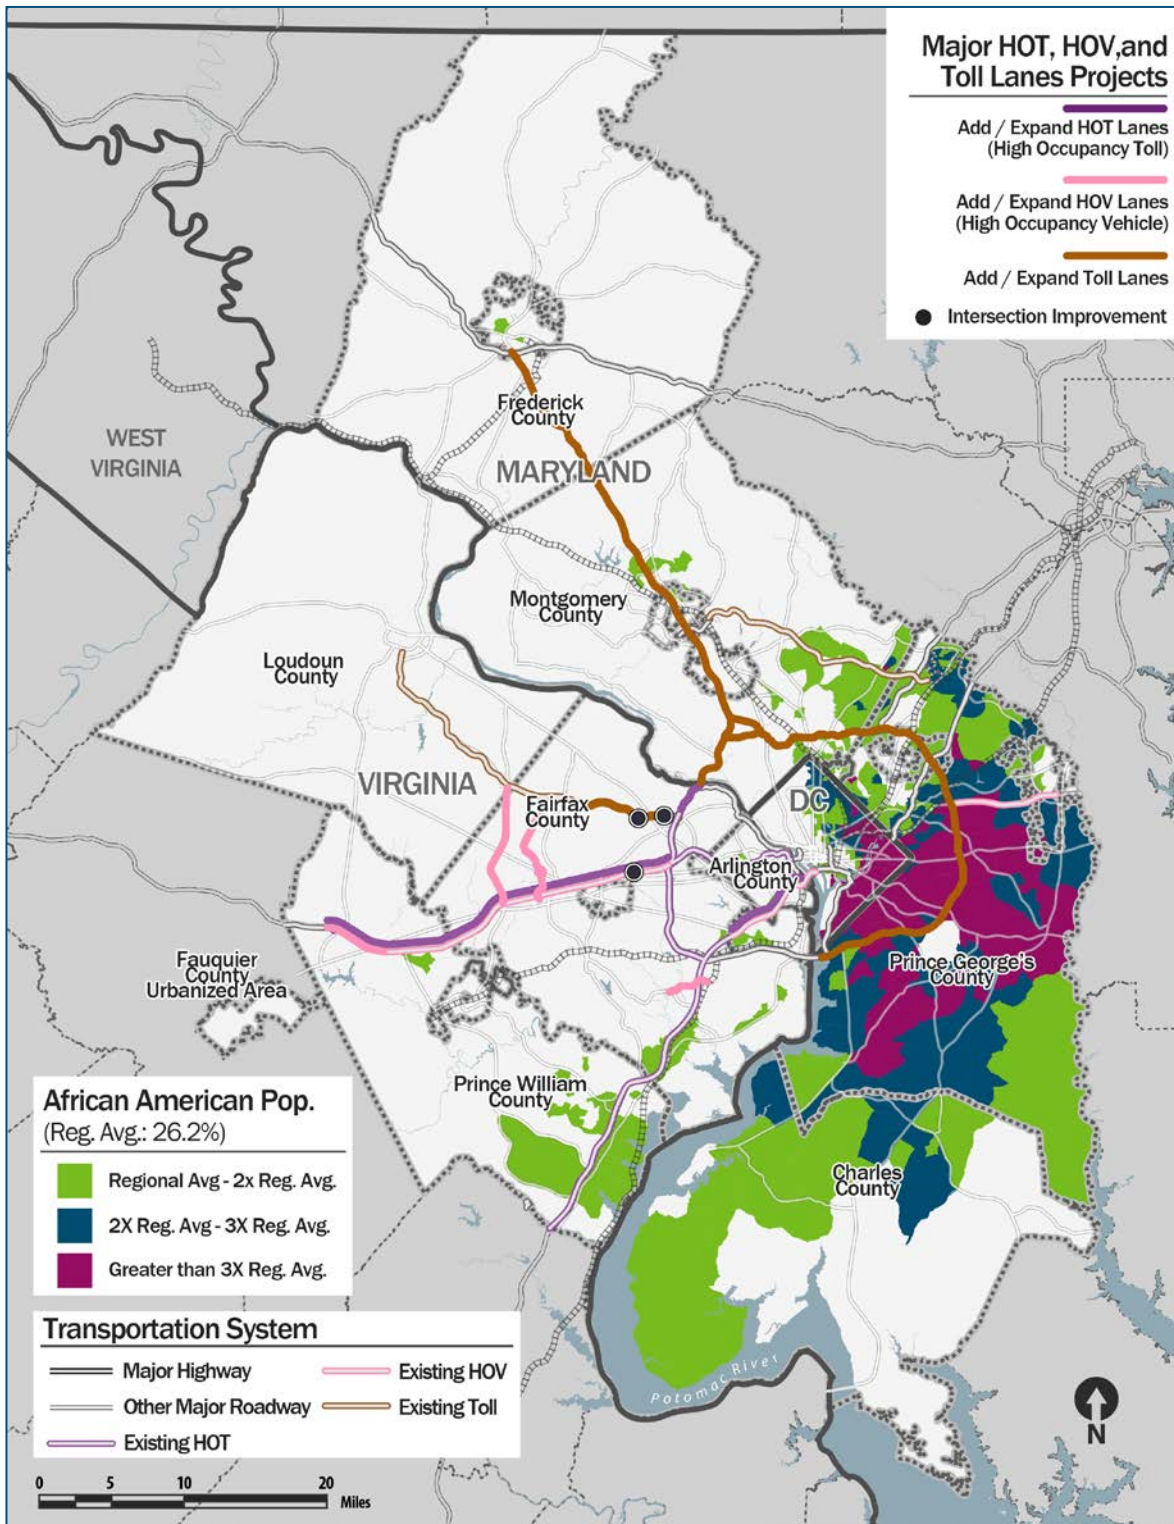 Major HOT, HOV,and
Toll Lanes Projects
Add / Expand HOT Lanes
(High Occupancy Toll)
Add / Expand HOV Lanes
(High Occupancy Vehicle)
Add / Expand Toll Lanes
Intersection Improvement
Frederick
County
WEST
VIRGINIA
MARYLAND
Montgomery
County
Loudoun
County
VIRGINIA
Fairfax
County
DC
Arlington
County
Fauquier
County
Urbanized Area
Prince George's
County
Prince William
County
Charles
County
Potomac River
African American Pop.
(Reg. Avg.: 26.2%)
Regional Avg - 2x Reg. Avg.
2X Reg. Avg - 3X Reg. Avg.
Greater than 3X Reg. Avg.
Transportation System
Major Highway
Existing HOV
Other Major Roadway
Existing Toll
Existing HOT
0 5 10 20
Miles
N